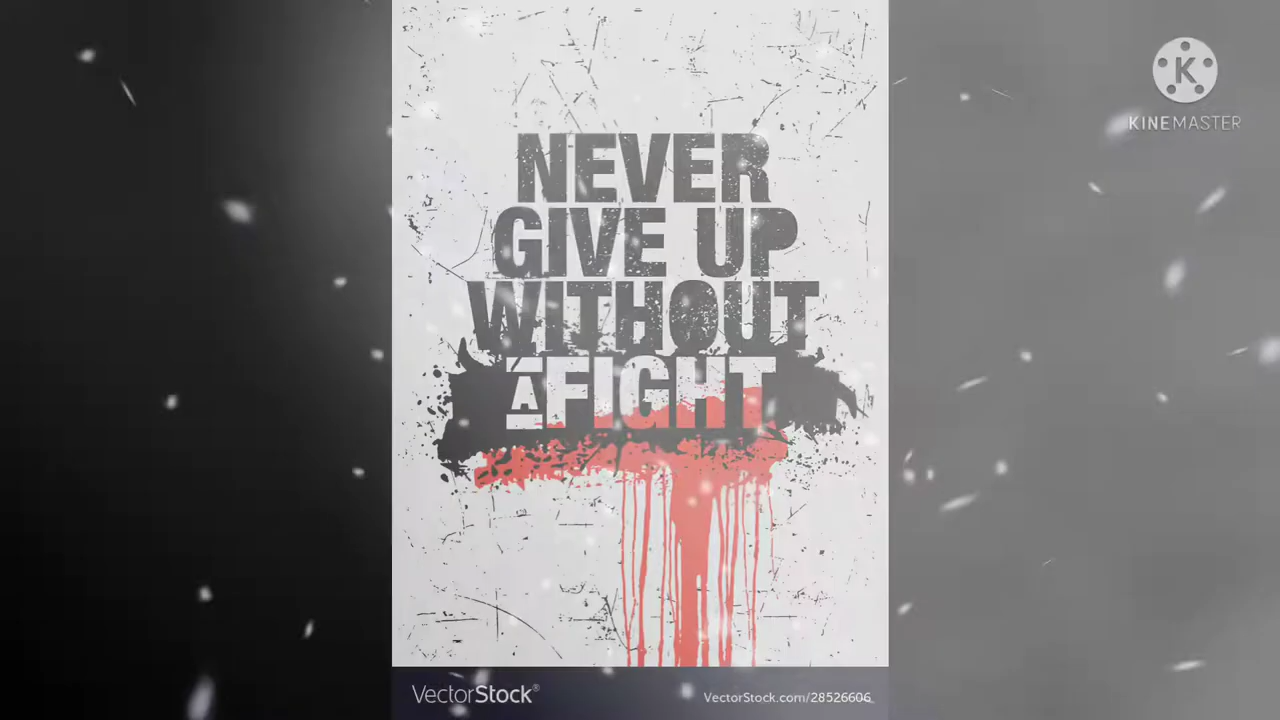 NEVER
GIVE UP
WITHOUT
A FIGHT
K
KINEMASTER
VectorStock®
VectorStock.com/28526606